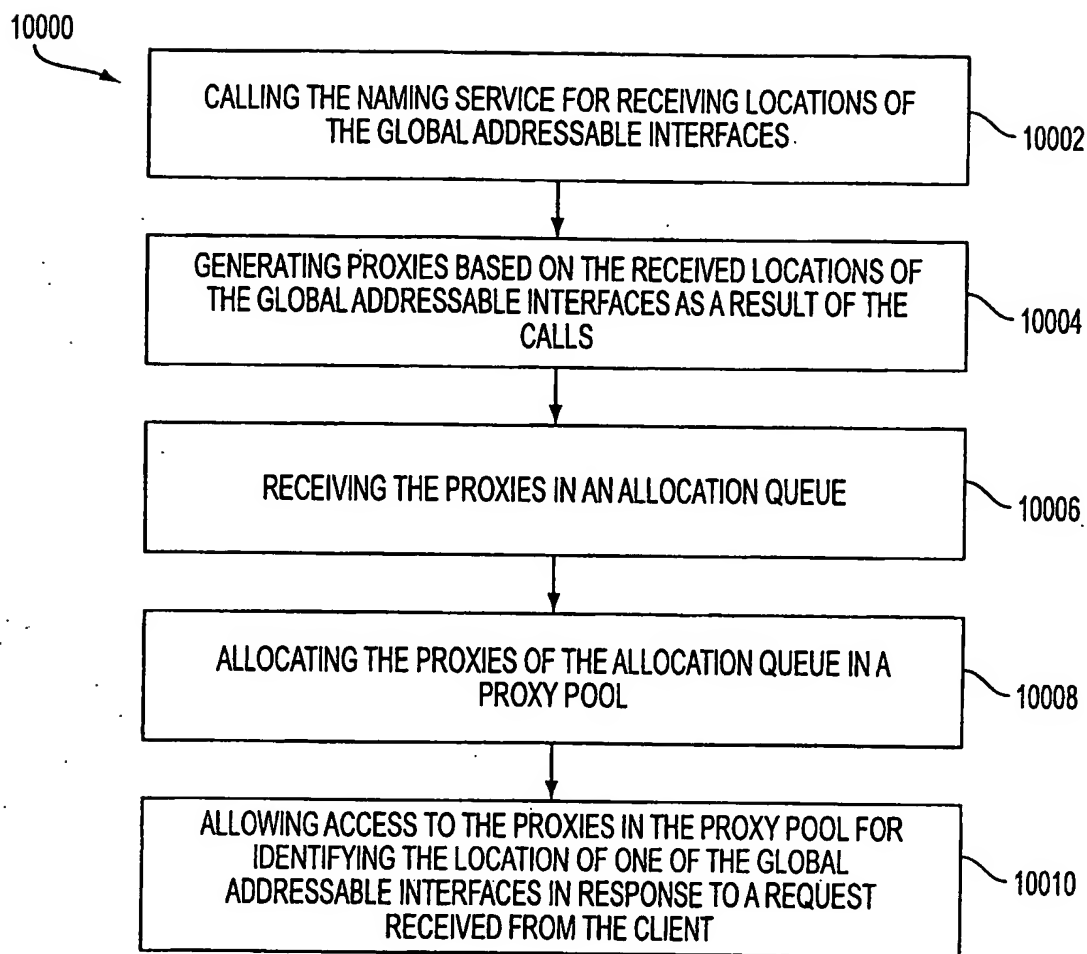 10000
CALLING THE NAMING SERVICE FOR RECEIVING LOCATIONS OF
THE GLOBAL ADDRESSABLE INTERFACES
10002
GENERATING PROXIES BASED ON THE RECEIVED LOCATIONS OF
THE GLOBAL ADDRESSABLE INTERFACES AS A RESULT OF THE
CALLS
10004
RECEIVING THE PROXIES IN AN ALLOCATION QUEUE
10006
ALLOCATING THE PROXIES OF THE ALLOCATION QUEUE IN A
PROXY POOL
10008
ALLOWING ACCESS TO THE PROXIES IN THE PROXY POOL FOR
IDENTIFYING THE LOCATION OF ONE OF THE GLOBAL
ADDRESSABLE INTERFACES IN RESPONSE TO A REQUEST
RECEIVED FROM THE CLIENT
10010